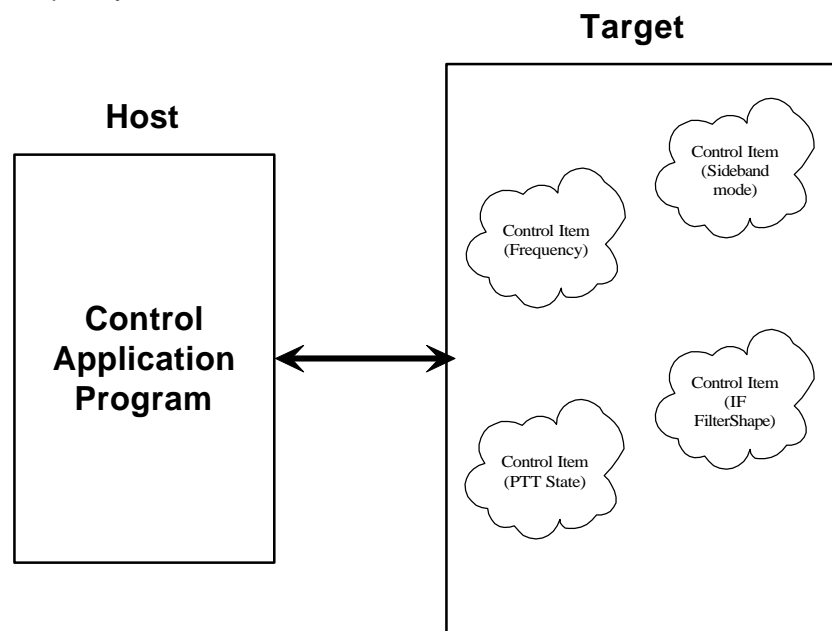 Target
Host
Control Item
(Sideband
mode)
Control Item
(Frequency)
Control
Application
Program
Control Item
(IF
FilterShape)
Control Item
(PTT State)